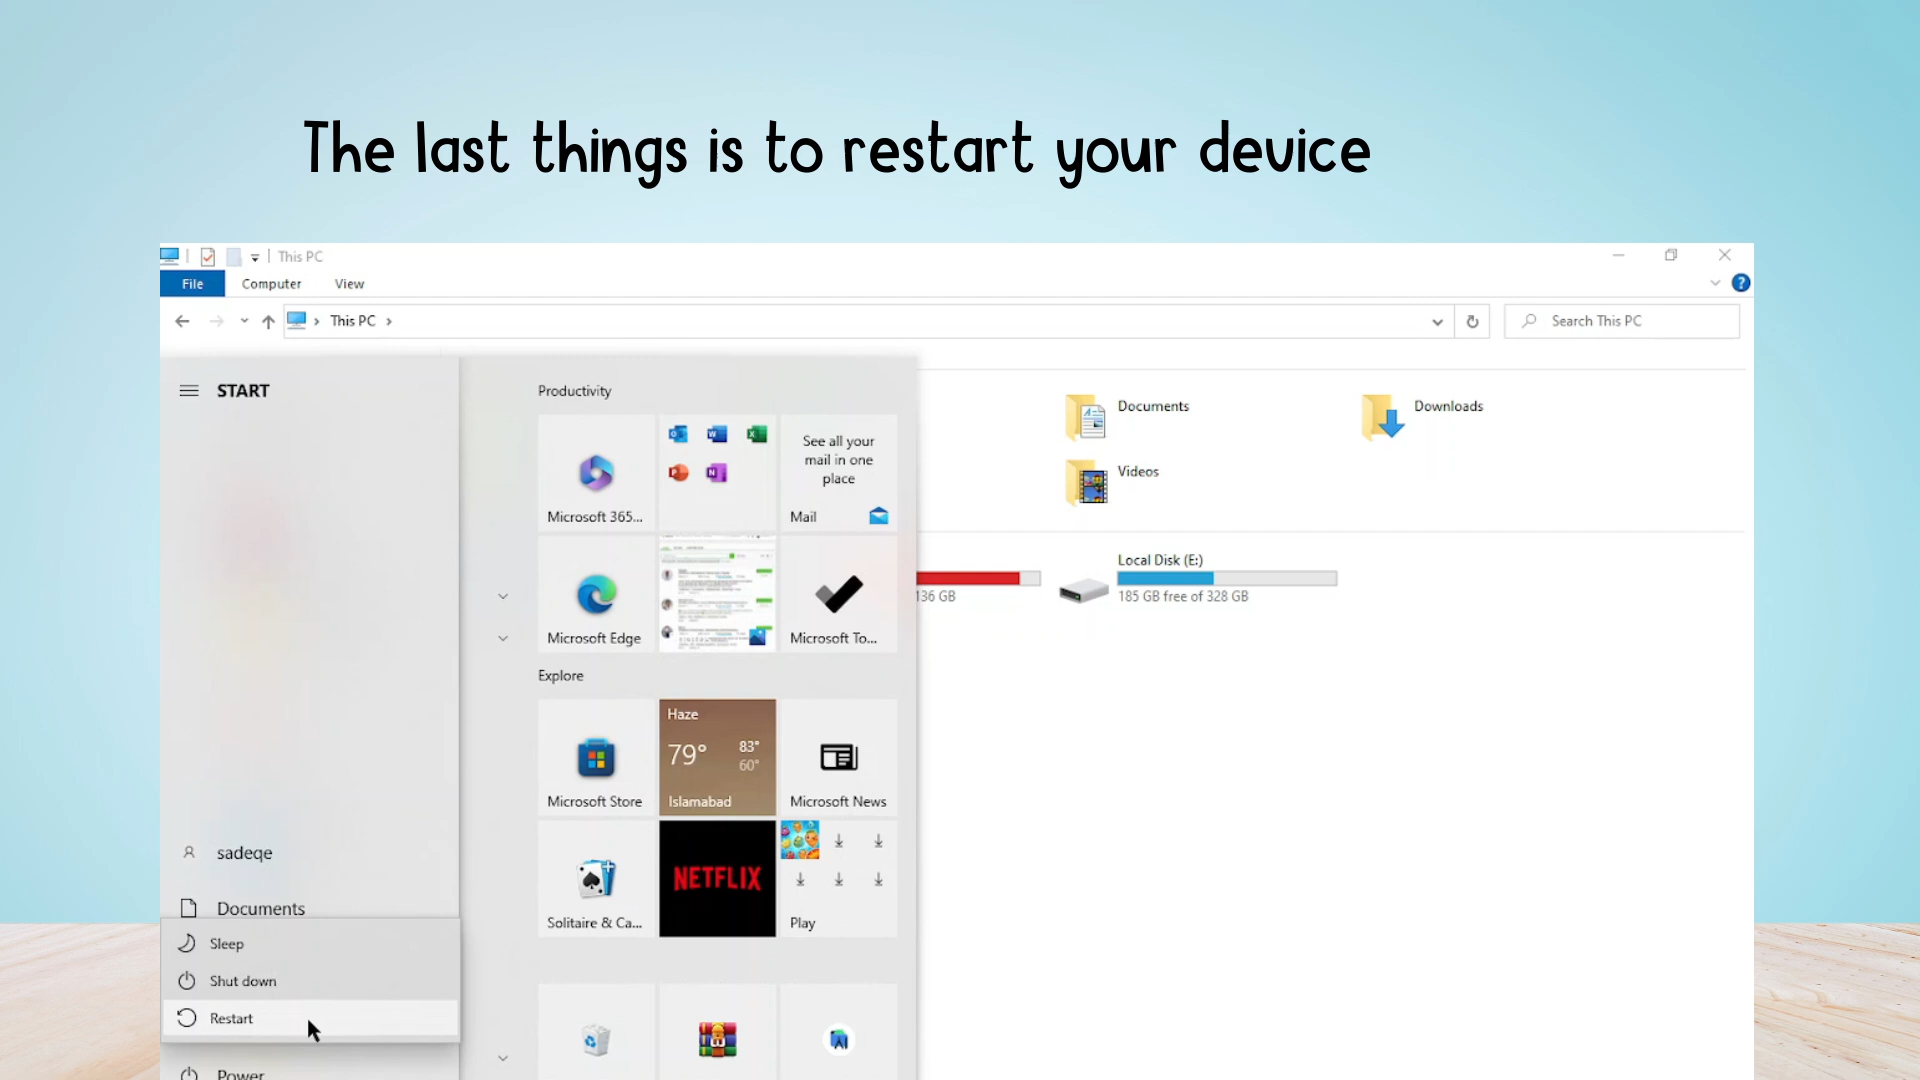 The last things is to restart your device
This PC
File Computer View
This PC
Search This PC
START
Productivity
Documents
Downloads
See all your
mail in one
place
Microsoft 365...
Mail
Videos
Local Disk (E:)
136 GB
185 GB free of 328 GB
Microsoft Edge
Microsoft To...
Explore
Haze
79° 83°
60°
Microsoft Store
Islamabad
Microsoft News
sadeqe
NETFLIX
Solitaire & Ca...
Play
Documents
Sleep
Shut down
Restart
Power